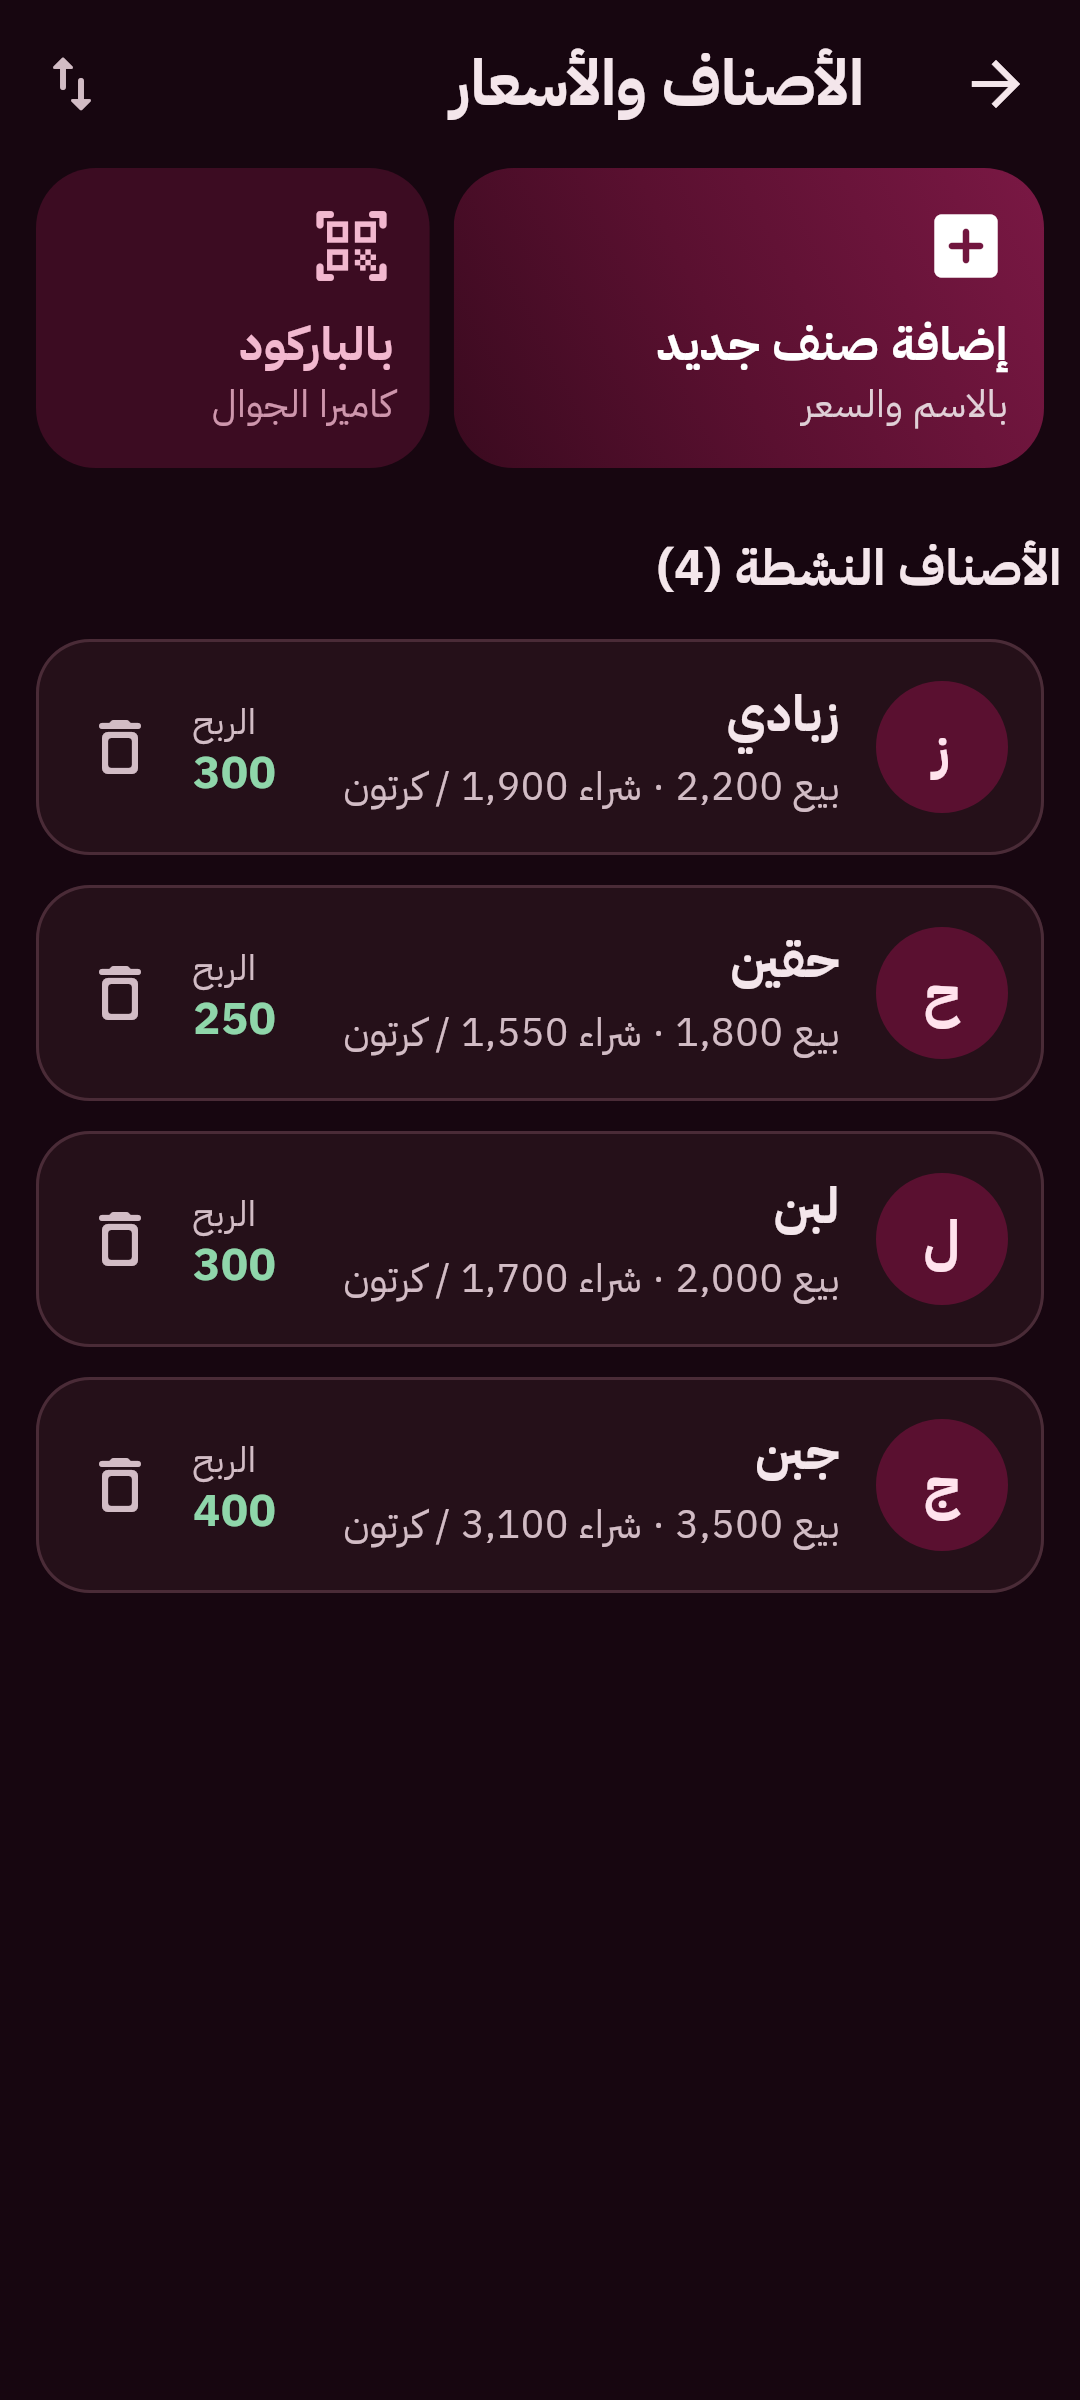 الأصناف والأسعار
إضافة صنف جديد
بالاسم والسعر
بالباركود
كاميرا الجوال
الأصناف النشطة (4)
ز
زبادي
بيع 2,200 · شراء 1,900 / كرتون
الربح
300
ح
حقين
بيع 1,800 · شراء 1,550 / كرتون
الربح
250
ل
لبن
بيع 2,000 · شراء 1,700 / كرتون
الربح
300
ج
جبن
بيع 3,500 · شراء 3,100 / كرتون
الربح
400